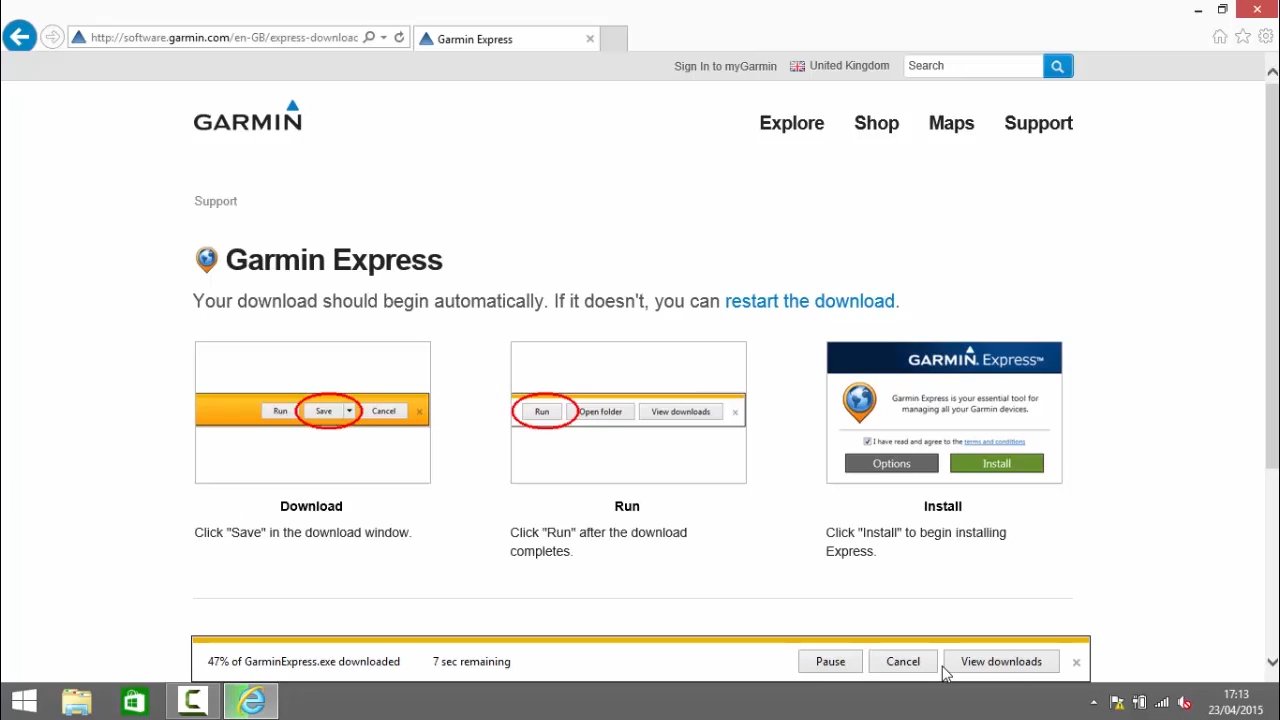 http://software.garmin.com/en-GB/express-downloac
Garmin Express
Sign In to myGarmin
United Kingdom
Search
GARMIN
Explore
Shop
Maps
Support
Support
Garmin Express
Your download should begin automatically. If it doesn't, you can restart the download.
Run
Save
Cancel
Run
Open folder
View downloads
GARMIN. Express™
Garmin Express is your essential tool for
managing all your Garmin devices.
I have read and agree to the terms and conditions
Options
Install
Download
Click "Save" in the download window.
Run
Click "Run" after the download
completes.
Install
Click "Install" to begin installing
Express.
47% of GarminExpress.exe downloaded
7 sec remaining
Pause
Cancel
View downloads
17:13
23/04/2015